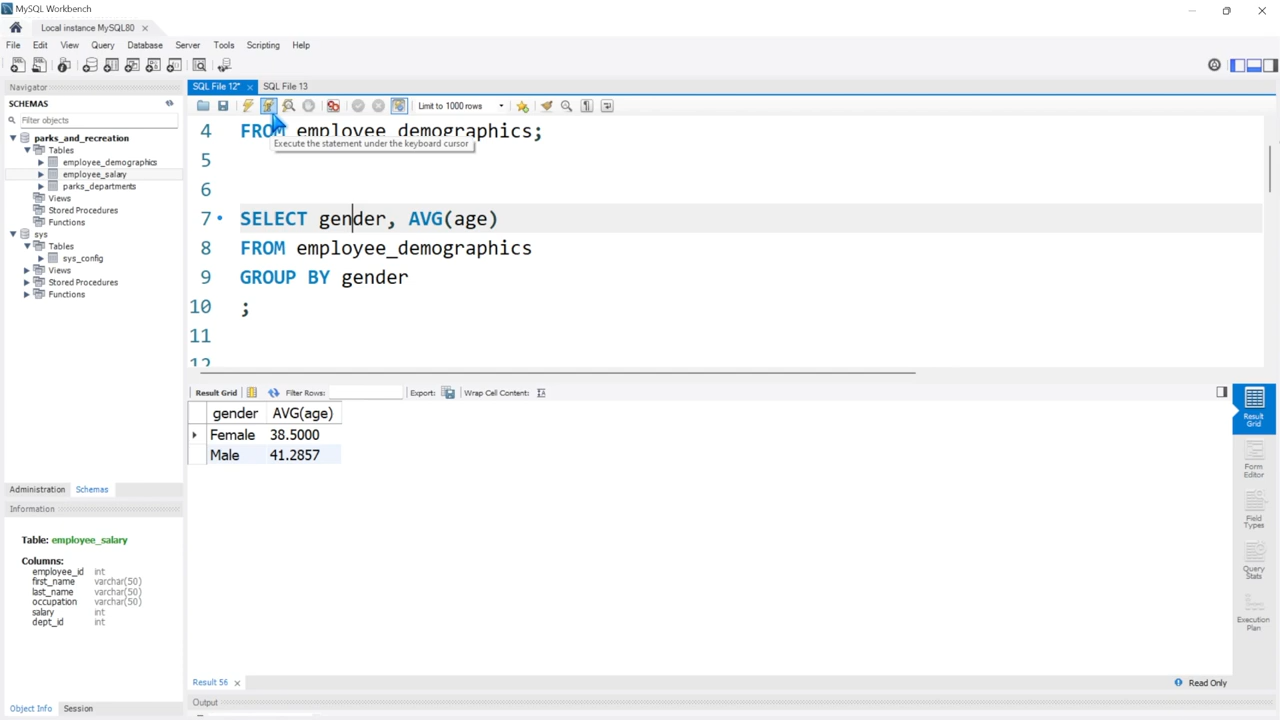 MySQL Workbench
Local instance MySQL80
File Edit View Query Database Server Tools Scripting Help
Navigator
SCHEMAS
Filter objects
parks_and_recreation
Tables
employee_demographics
employee_salary
parks_departments
Views
Stored Procedures
Functions
sys
Tables
sys_config
Views
Stored Procedures
Functions
Administration Schemas
Information
Table: employee_salary
Columns:
employee_id int
first_name varchar(50)
last_name varchar(50)
occupation varchar(50)
salary int
dept_id int
Object Info Session
SQL File 12* SQL File 13
Limit to 1000 rows
4 FROM employee_demographics;
Execute the statement under the keyboard cursor
5
6
7 SELECT gender, AVG(age)
8 FROM employee_demographics
9 GROUP BY gender
10 ;
11
12
Result Grid Filter Rows: Export: Wrap Cell Content:
gender AVG(age)
Female 38.5000
Male 41.2857
Result Grid
Form Editor
Field Types
Query Stats
Execution Plan
Result 56 Read Only
Output